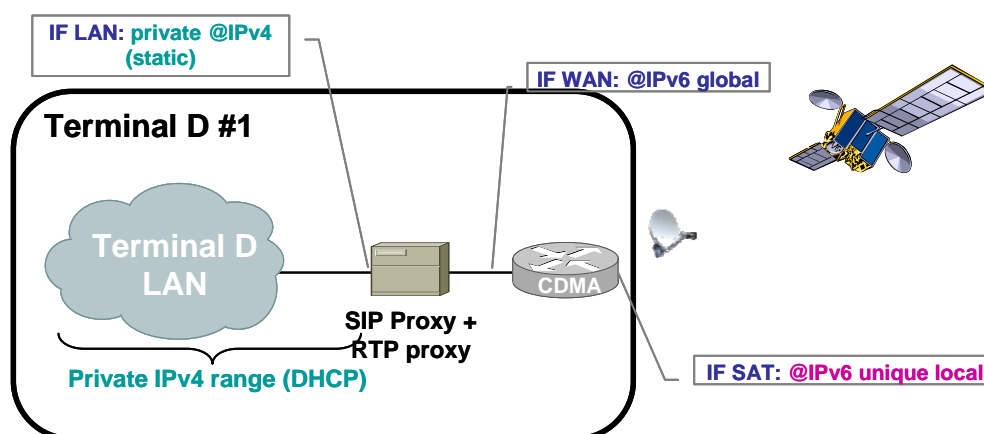 IF LAN: private @IPv4
(static)
IF WAN: @IPv6 global
Terminal D #1
Terminal D
LAN
CDMA
SIP Proxy +
RTP proxy
Private IPv4 range (DHCP)
IF SAT: @IPv6 unique local